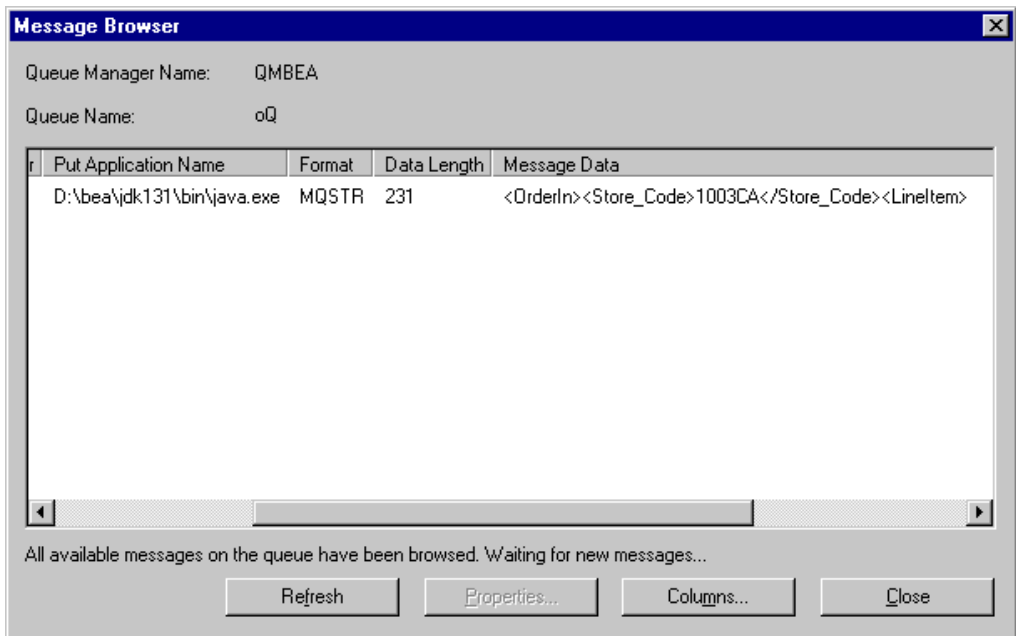 Message Browser
Queue Manager Name: QMBEA
Queue Name: oQ
r Put Application Name Format Data Length Message Data
D:\bea\jdk131\bin\java.exe MQSTR 231 <OrderIn><Store_Code>1003CA</Store_Code><LineItem>
All available messages on the queue have been browsed. Waiting for new messages...
Refresh Properties... Columns... Close